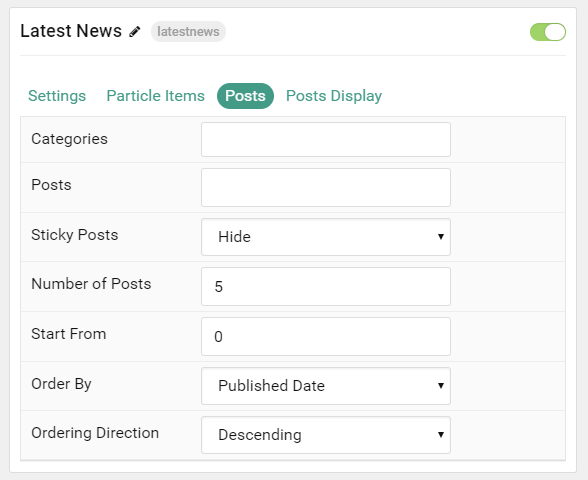 Latest News latestnews
Settings Particle Items Posts Posts Display
Categories
Posts
Sticky Posts Hide
Number of Posts 5
Start From 0
Order By Published Date
Ordering Direction Descending